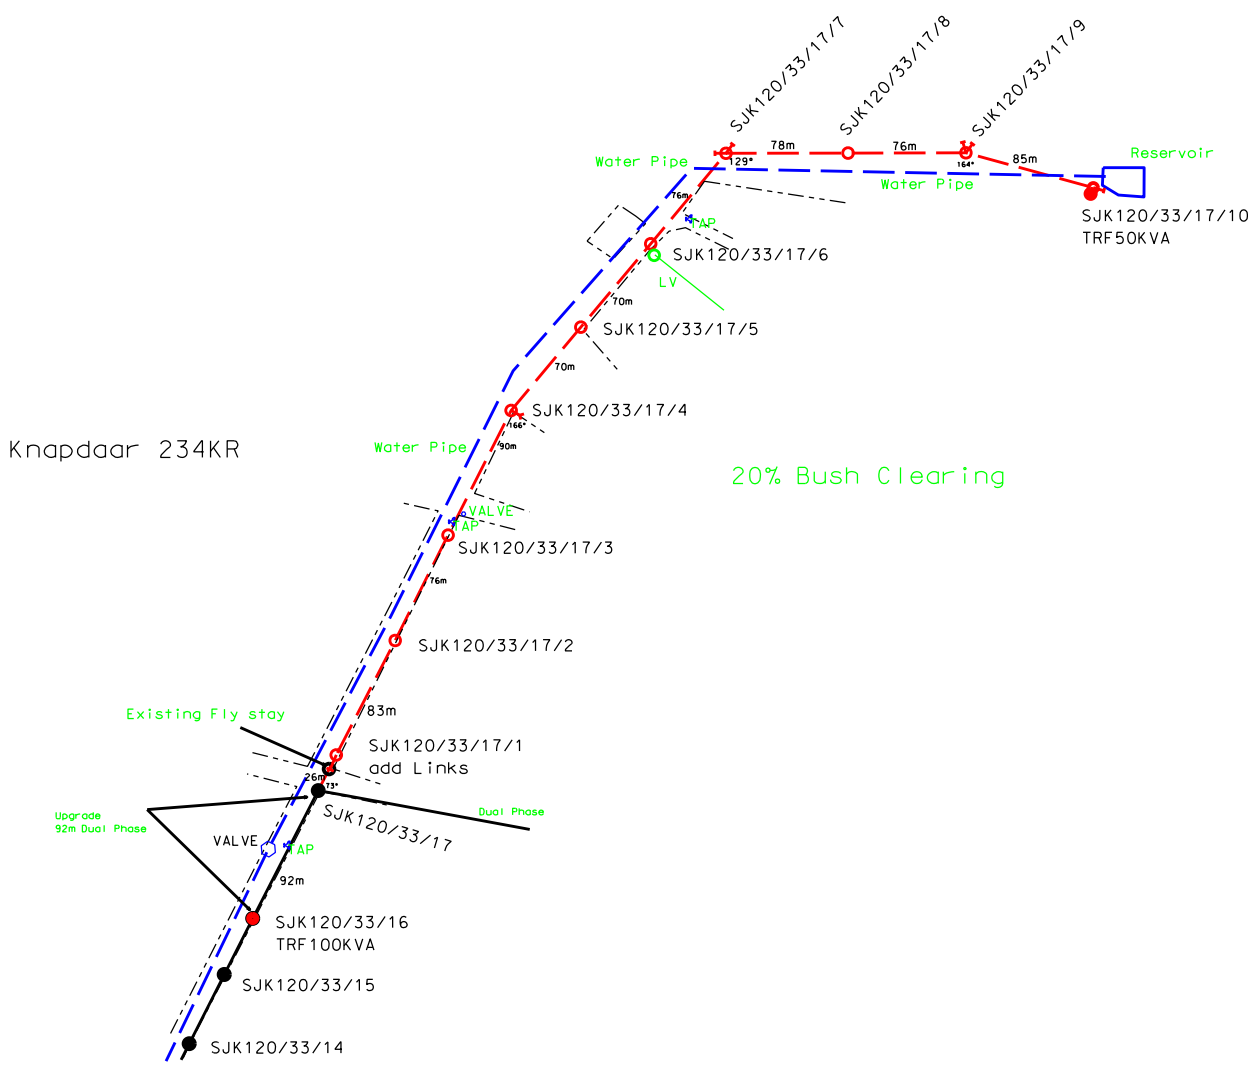 SJK120/33/17/7
SJK120/33/17/8
SJK120/33/17/9
78m
76m
85m
129°
164°
Water Pipe
Reservoir
Water Pipe
76m
TAP
SJK120/33/17/10
TRF50KVA
SJK120/33/17/6
LV
70m
SJK120/33/17/5
70m
SJK120/33/17/4
166°
90m
Water Pipe
Knapdaar 234KR
20% Bush Clearing
VALVE
TAP
SJK120/33/17/3
76m
SJK120/33/17/2
83m
Existing Fly stay
SJK120/33/17/1
add Links
26m
73°
SJK120/33/17
Dual Phase
Upgrade
92m Dual Phase
VALVE
TAP
92m
SJK120/33/16
TRF100KVA
SJK120/33/15
SJK120/33/14